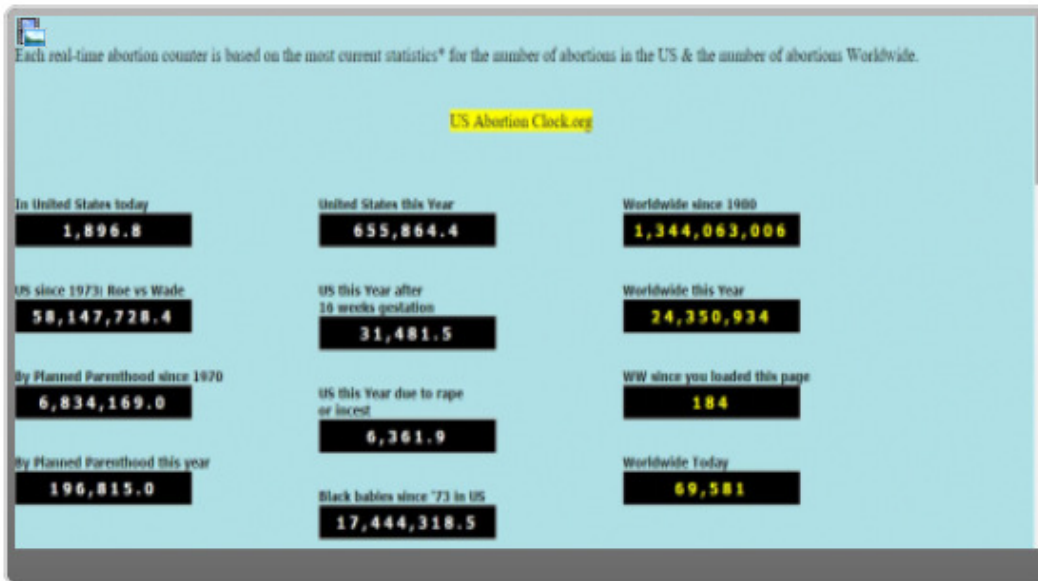 Each real-time abortion counter is based on the most current statistics* for the number of abortions in the US & the number of abortions Worldwide.
US Abortion Clock.org
In United States today
1,896.8
US since 1973: Roe vs Wade
58,147,728.4
By Planned Parenthood since 1970
6,834,169.0
By Planned Parenthood this year
196,815.0
United States this Year
655,864.4
US this Year after
16 weeks gestation
31,481.5
US this Year due to rape
or incest
6,361.9
Black babies since '73 in US
17,444,318.5
Worldwide since 1980
1,344,063,006
Worldwide this Year
24,350,934
WW since you loaded this page
184
Worldwide Today
69,581